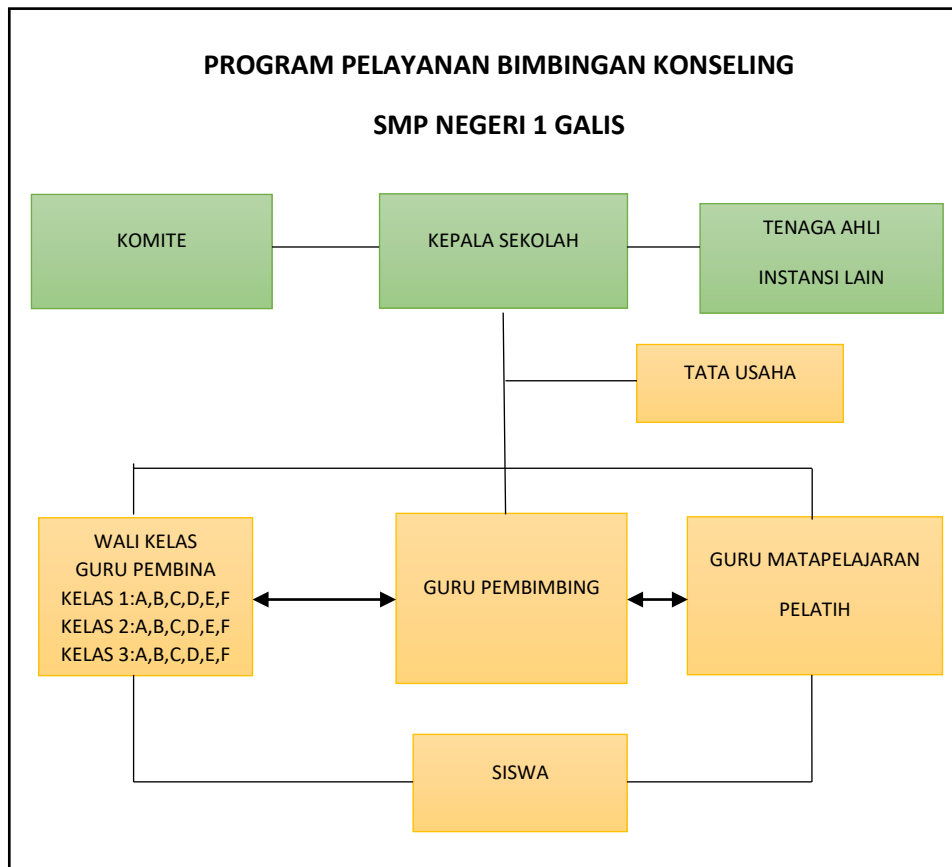 PROGRAM PELAYANAN BIMBINGAN KONSELING
SMP NEGERI 1 GALIS
KOMITE
KEPALA SEKOLAH
TENAGA AHLI
INSTANSI LAIN
TATA USAHA
WALI KELAS
GURU PEMBINA
KELAS 1:A,B,C,D,E,F
KELAS 2:A,B,C,D,E,F
KELAS 3:A,B,C,D,E,F
GURU PEMBIMBING
GURU MATAPELAJARAN
PELATIH
SISWA